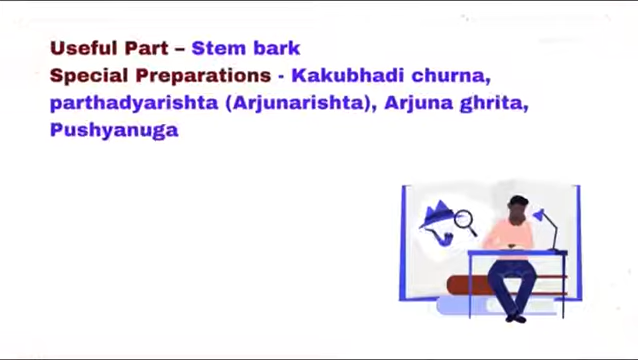 Useful Part – Stem bark
Special Preparations - Kakubhadi churna,
parthadyarishta (Arjunarishta), Arjuna ghrita,
Pushyanuga